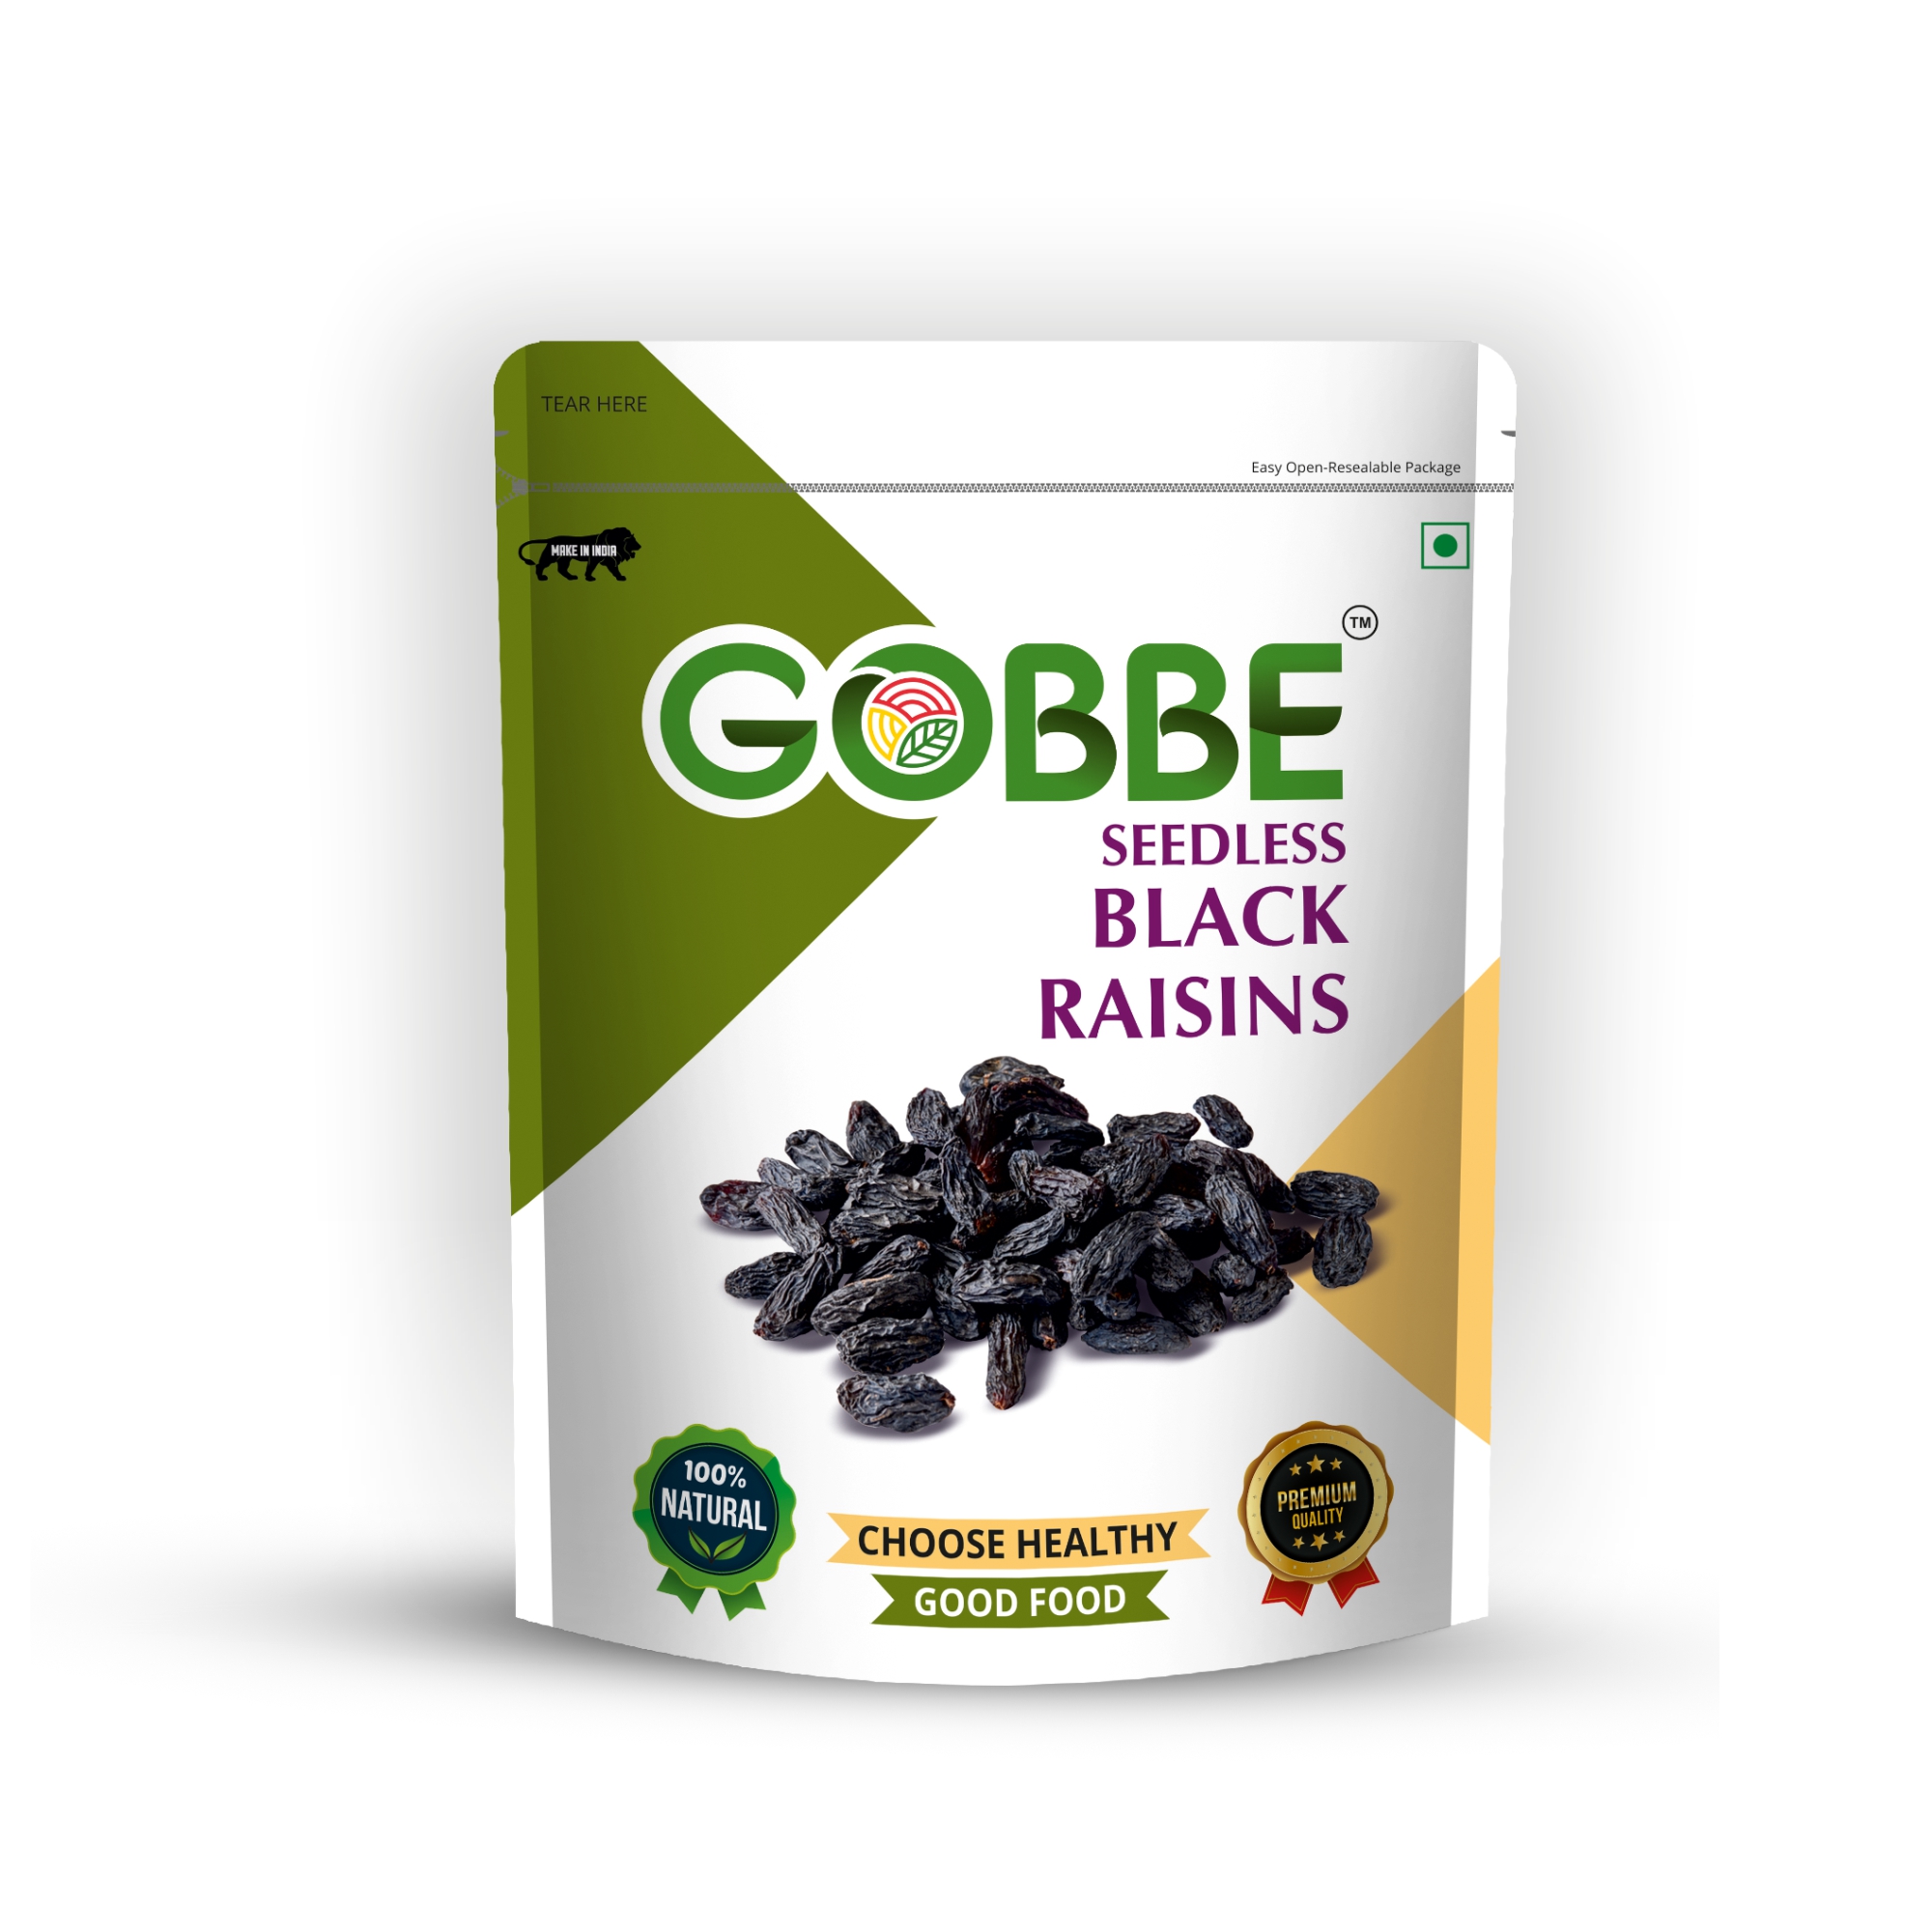 TEAR HERE
Easy Open-Resealable Package
MAKE IN INDIA
GOBBE TM
SEEDLESS
BLACK
RAISINS
100%
NATURAL
PREMIUM
QUALITY
CHOOSE HEALTHY
GOOD FOOD